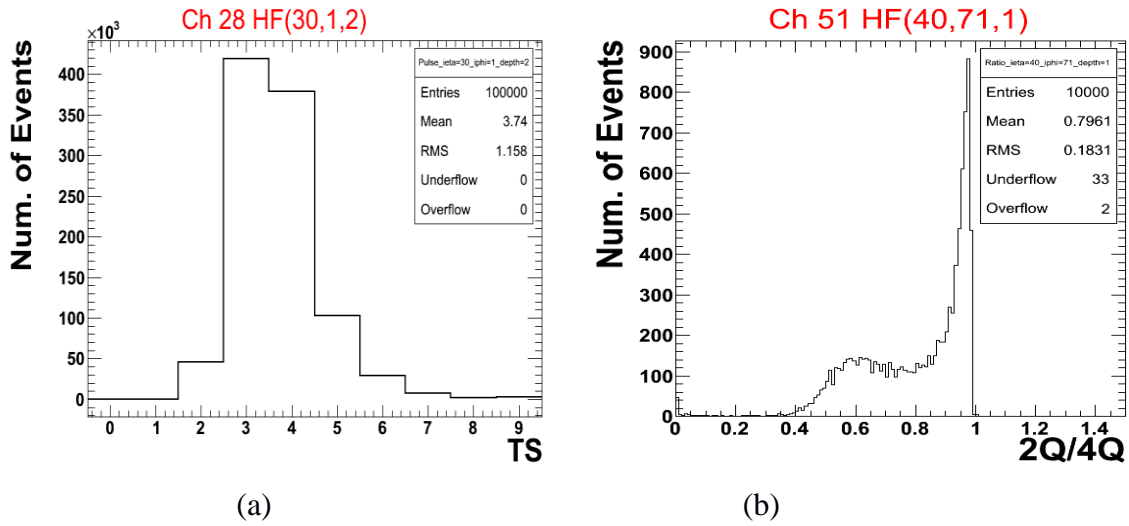 Ch 28 HF(30,1,2)
×10³
Num. of Events
400
350
300
250
200
150
100
50
0
0 1 2 3 4 5 6 7 8 9
TS
Pulse_ieta=30_iphi=1_depth=2
Entries 100000
Mean 3.74
RMS 1.158
Underflow 0
Overflow 0
(a)
Ch 51 HF(40,71,1)
Num. of Events
900
800
700
600
500
400
300
200
100
0
0 0.2 0.4 0.6 0.8 1 1.2 1.4
2Q/4Q
Ratio_ieta=40_iphi=71_depth=1
Entries 10000
Mean 0.7961
RMS 0.1831
Underflow 33
Overflow 2
(b)